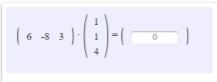 ( 6 -8 3 ) · ( 1 1 4 ) = ( 0 )